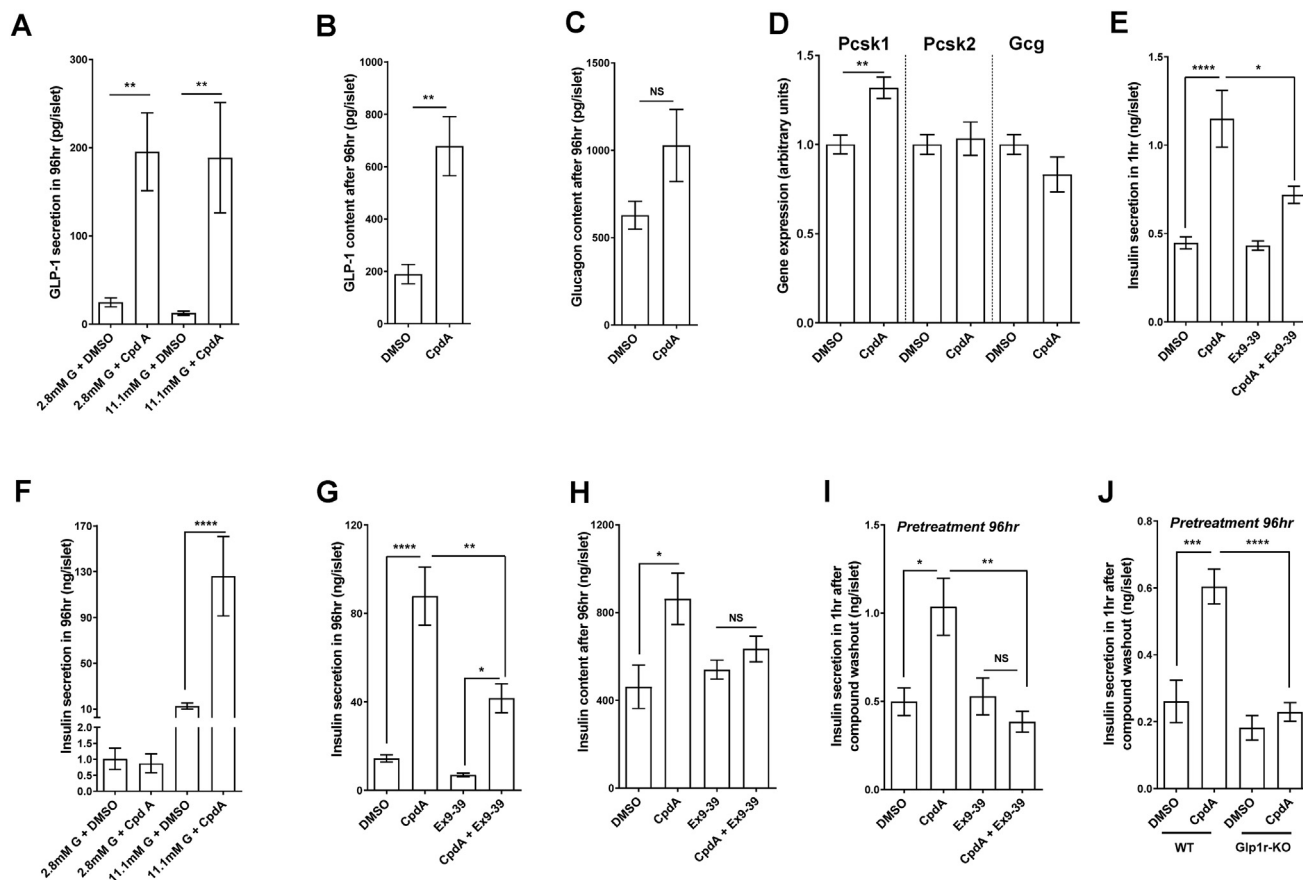 A
GLP-1 secretion in 96hr (pg/islet)
300
200
100
0
**
**
2.8mM G + DMSO
2.8mM G + Cpd A
11.1mM G + DMSO
11.1mM G + CpdA
B
GLP-1 content after 96hr (pg/islet)
1000
800
600
400
200
0
**
DMSO
CpdA
C
Glucagon content after 96hr (pg/islet)
1500
1000
500
0
NS
DMSO
CpdA
D
Pcsk1
Pcsk2
Gcg
Gene expression (arbitrary units)
1.5
1.0
0.5
0.0
**
DMSO
CpdA
DMSO
CpdA
DMSO
CpdA
E
Insulin secretion in 1hr (ng/islet)
1.5
1.0
0.5
0.0
****
*
DMSO
CpdA
Ex9-39
CpdA + Ex9-39
F
Insulin secretion in 96hr (ng/islet)
170
130
90
50
10
2.0
1.5
1.0
0.5
0.0
****
2.8mM G + DMSO
2.8mM G + Cpd A
11.1mM G + DMSO
11.1mM G + CpdA
G
Insulin secretion in 96hr (ng/islet)
120
80
40
0
****
**
*
DMSO
CpdA
Ex9-39
CpdA + Ex9-39
H
Insulin content after 96hr (ng/islet)
1200
800
400
0
*
NS
DMSO
CpdA
Ex9-39
CpdA + Ex9-39
I
Pretreatment 96hr
Insulin secretion in 1hr after
compound washout (ng/islet)
1.5
1.0
0.5
0.0
*
**
NS
DMSO
CpdA
Ex9-39
CpdA + Ex9-39
J
Pretreatment 96hr
Insulin secretion in 1hr after
compound washout (ng/islet)
0.8
0.6
0.4
0.2
0.0
***
****
DMSO
CpdA
DMSO
CpdA
WT
Glp1r-KO